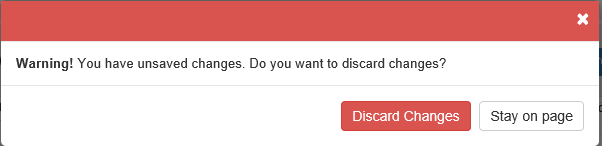 Warning! You have unsaved changes. Do you want to discard changes?
Discard Changes
Stay on page